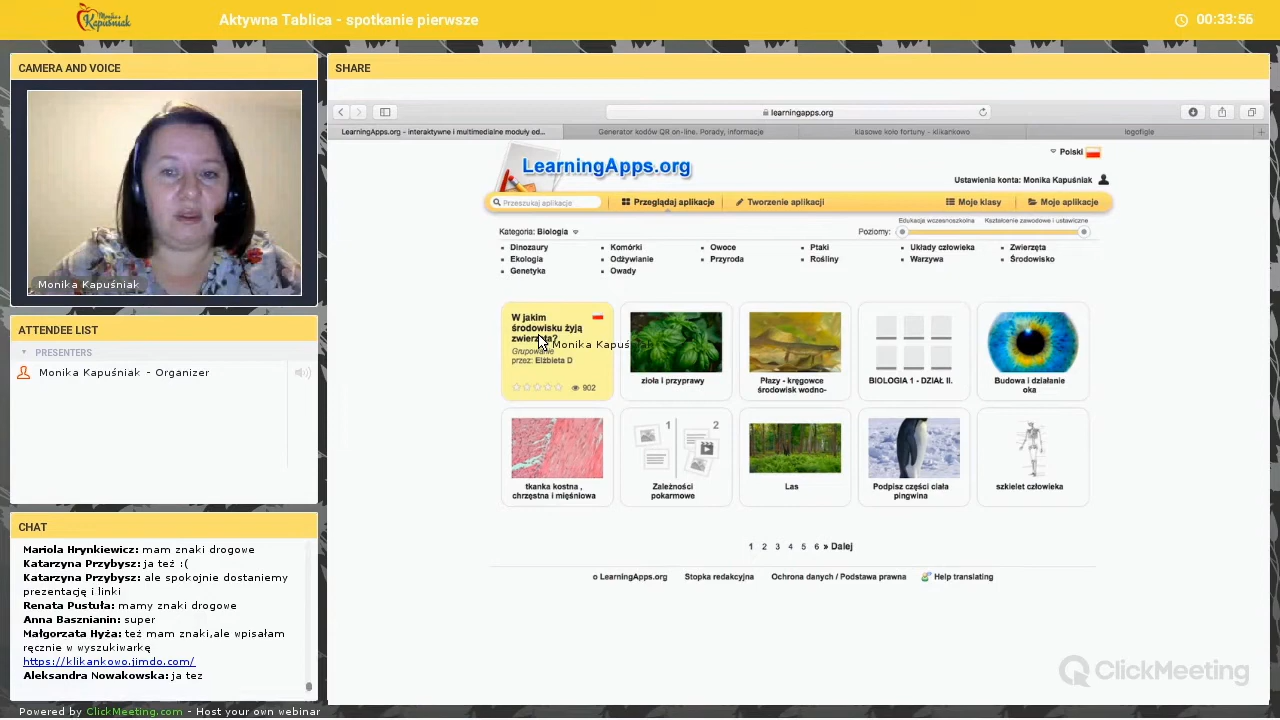 Monika Kapuśniak
Aktywna Tablica - spotkanie pierwsze
00:33:56
CAMERA AND VOICE
Monika Kapuśniak
ATTENDEE LIST
PRESENTERS
Monika Kapuśniak - Organizer
CHAT
Mariola Hrynkiewicz: mam znaki drogowe
Katarzyna Przybysz: ja też :(
Katarzyna Przybysz: ale spokojnie dostaniemy
prezentację i linki
Renata Pustuła: mamy znaki drogowe
Anna Basznianin: super
Małgorzata Hyża: też mam znaki,ale wpisałam
ręcznie w wyszukiwarkę
https://klikankowo.jimdo.com/
Aleksandra Nowakowska: ja tez
Powered by ClickMeeting.com - Host your own webinar
SHARE
learningapps.org
LearningApps.org - interaktywne i multimedialne moduły od...
Generator kodów QR on-line. Porady, informacje
klasowe koło fortuny - klikankowo
logofigle
LearningApps.org
Polski
Ustawienia konta: Monika Kapuśniak
Przeszukaj aplikacje
Przeglądaj aplikacje
Tworzenie aplikacji
Moje klasy
Moje aplikacje
Kategoria: Biologia
Poziomy:
Edukacja wczesnoszkolna
Kształcenie zawodowe i ustawiczne
Dinozaury
Komórki
Owoce
Ptaki
Układy człowieka
Zwierzęta
Ekologia
Odżywianie
Przyroda
Rośliny
Warzywa
Środowisko
Genetyka
Owady
W jakim
środowisku żyją
zwierzęta?
Monika Kapuśniak
Grupowanie
przez: Elżbieta D
902
zioła i przyprawy
Płazy - kręgowce
środowisk wodno-
BIOLOGIA 1 - DZIAŁ II.
Budowa i działanie
oka
tkanka kostna ,
chrzęstna i mięśniowa
1
2
Zależności
pokarmowe
Las
Podpisz części ciała
pingwina
szkielet człowieka
1 2 3 4 5 6 » Dalej
o LearningApps.org
Stopka redakcyjna
Ochrona danych / Podstawa prawna
Help translating
ClickMeeting